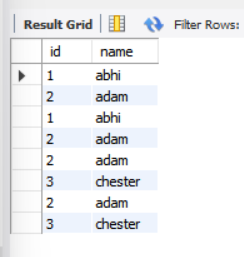 Result Grid Filter Rows:
id name
1 abhi
2 adam
1 abhi
2 adam
2 adam
3 chester
2 adam
3 chester